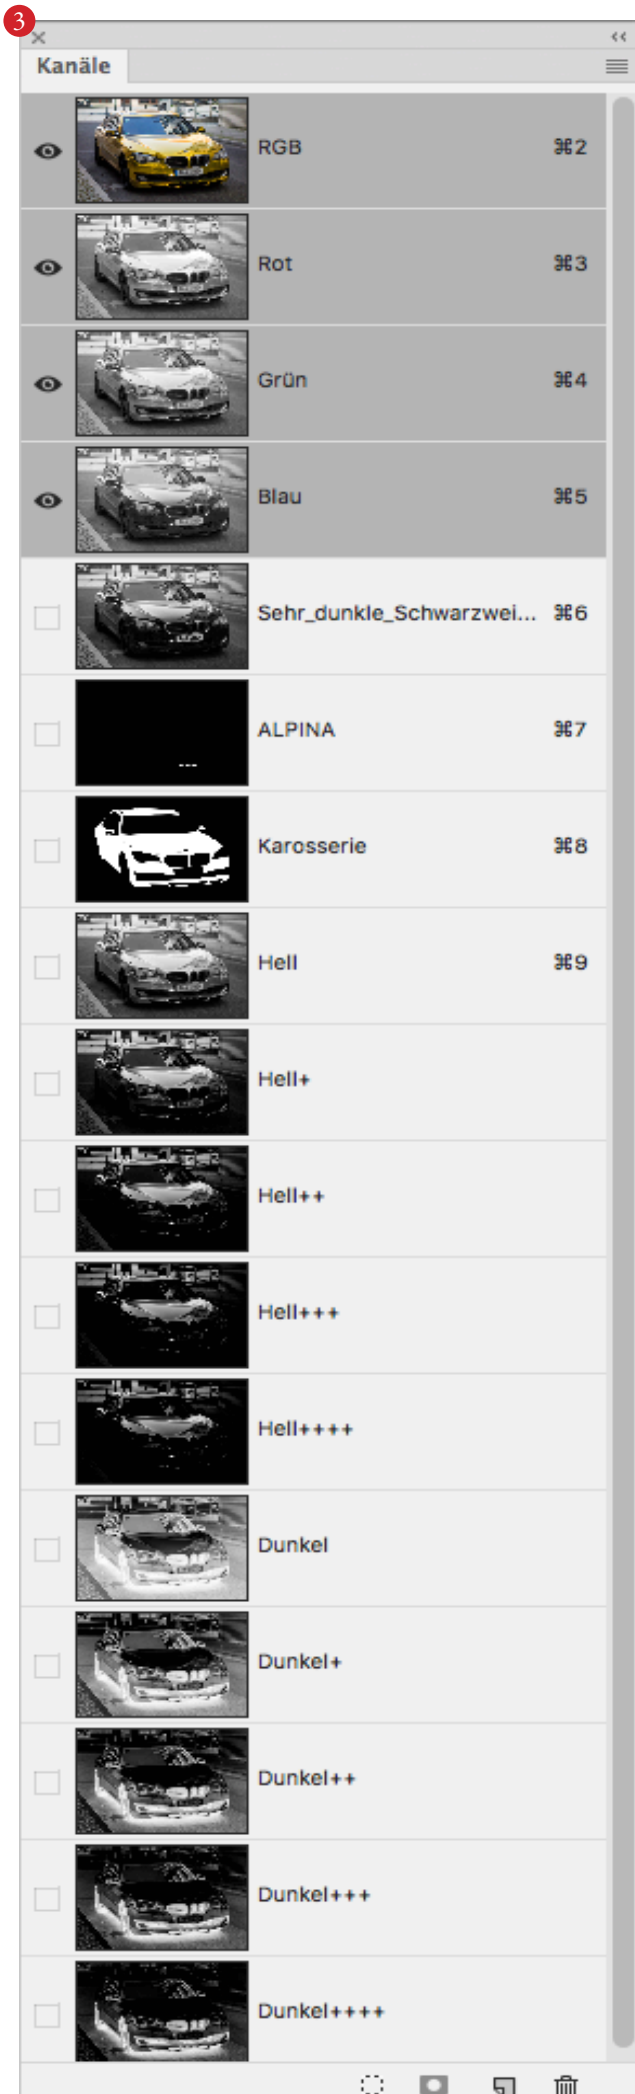 3
Kanäle
RGB ⌘2
Rot ⌘3
Grün ⌘4
Blau ⌘5
Sehr_dunkle_Schwarzwei... ⌘6
ALPINA ⌘7
Karosserie ⌘8
Hell ⌘9
Hell+
Hell++
Hell+++
Hell++++
Dunkel
Dunkel+
Dunkel++
Dunkel+++
Dunkel++++